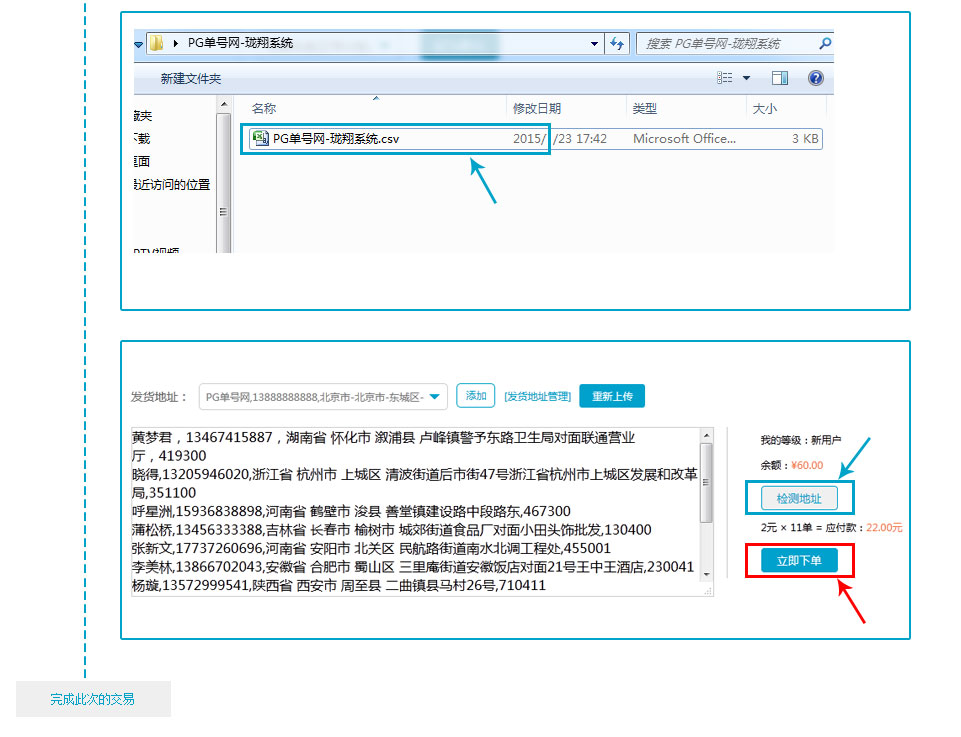 PG单号网-珑翔系统
搜索 PG单号网-珑翔系统
新建文件夹
名称 修改日期 类型 大小
藏夹
下载
桌面
最近访问的位置
PG单号网-珑翔系统.csv 2015/ /23 17:42 Microsoft Office... 3 KB
PTV视频
发货地址： PG单号网,13888888888,北京市-北京市-东城区- 添加 [发货地址管理] 重新上传
黄梦君，13467415887，湖南省 怀化市 溆浦县 卢峰镇警予东路卫生局对面联通营业
厅，419300
晓得,13205946020,浙江省 杭州市 上城区 清波街道后市街47号浙江省杭州市上城区发展和改革
局,351100
呼星洲,15936838898,河南省 鹤壁市 浚县 善堂镇建设路中段路东,467300
蒲松桥,13456333388,吉林省 长春市 榆树市 城郊街道食品厂对面小田头饰批发,130400
张新文,17737260696,河南省 安阳市 北关区 民航路街道南水北调工程处,455001
李美林,13866702043,安徽省 合肥市 蜀山区 三里庵街道安徽饭店对面21号王中王酒店,230041
杨璇,13572999541,陕西省 西安市 周至县 二曲镇县马村26号,710411
我的等级：新用户
余额：¥60.00
检测地址
2元 × 11单 = 应付款：22.00元
立即下单
完成此次的交易